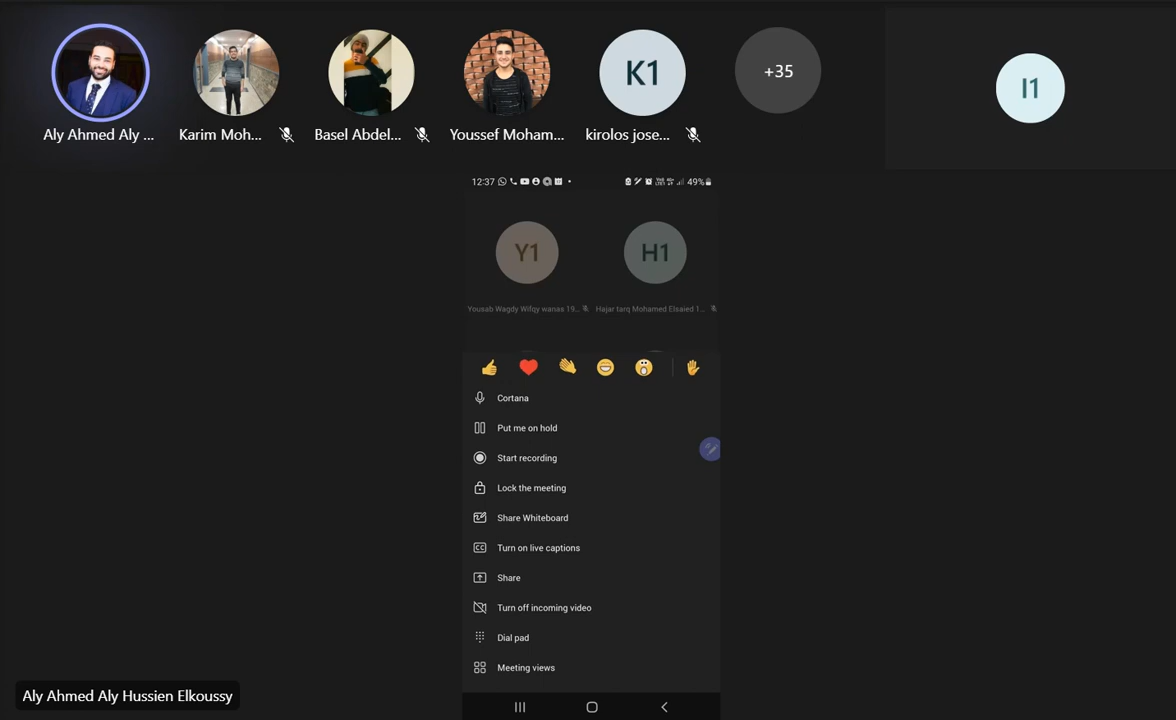 K1
+35
I1
Aly Ahmed Aly ...
Karim Moh...
Basel Abdel...
Youssef Moham...
kirolos jose...
12:37
49%
Y1
H1
Yousab Wagdy Wifqy wanas 19...
Hajar tarq Mohamed Elsaied 1...
Cortana
Put me on hold
Start recording
Lock the meeting
Share Whiteboard
CC Turn on live captions
Share
Turn off incoming video
Dial pad
Meeting views
Aly Ahmed Aly Hussien Elkoussy